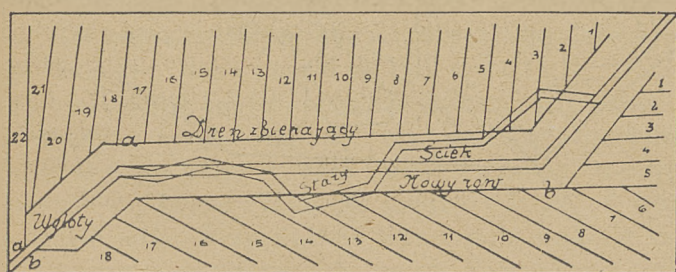 1 2 3 4 5 6 7 8 9 10 11 12 13 14 15 16 17 18 19 20 21 22
a Dren zbierający
Stary Ściek
Nowy row b
Wyloty
a
b
1
2
3
4
5
6 7 8 9 10 11 12 13 14 15 16 17 18